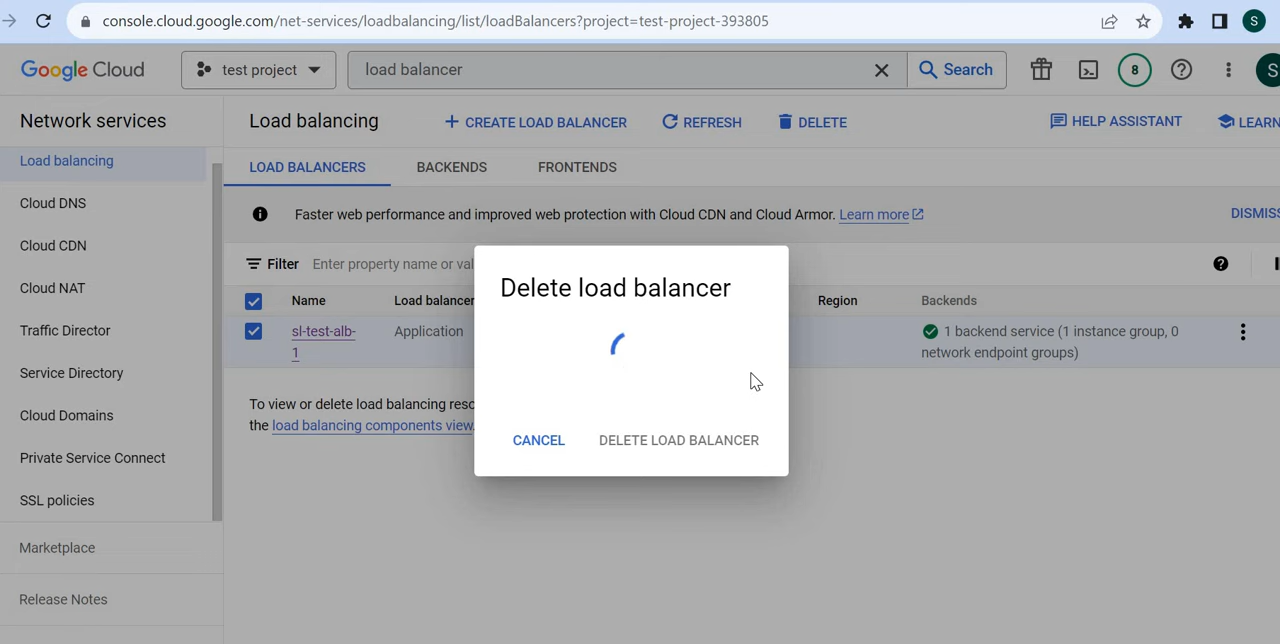 console.cloud.google.com/net-services/loadbalancing/list/loadBalancers?project=test-project-393805
S
Google Cloud
test project
load balancer
Search
8
S
Network services
Load balancing
CREATE LOAD BALANCER
REFRESH
DELETE
HELP ASSISTANT
LEARN
Load balancing
Cloud DNS
Cloud CDN
Cloud NAT
Traffic Director
Service Directory
Cloud Domains
Private Service Connect
SSL policies
Marketplace
Release Notes
LOAD BALANCERS
BACKENDS
FRONTENDS
Faster web performance and improved web protection with Cloud CDN and Cloud Armor. Learn more
DISMISS
Filter
Enter property name or val
Name
Load balancer
Region
Backends
sl-test-alb-
1
Application
1 backend service (1 instance group, 0
network endpoint groups)
To view or delete load balancing reso
the load balancing components view.
Delete load balancer
CANCEL
DELETE LOAD BALANCER